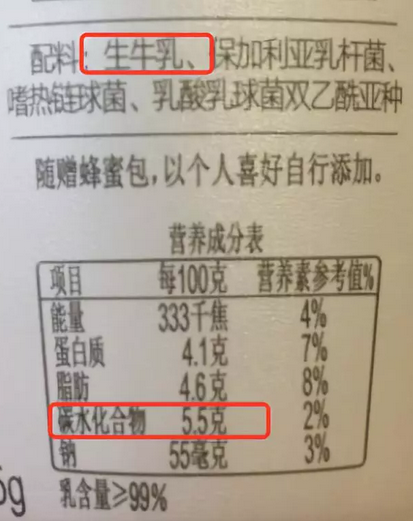 配料：生牛乳、保加利亚乳杆菌、
嗜热链球菌、乳酸乳球菌双乙酰亚种
随赠蜂蜜包，以个人喜好自行添加。
营养成分表
项目 每100克 营养素参考值%
能量 333千焦 4%
蛋白质 4.1克 7%
脂肪 4.6克 8%
碳水化合物 5.5克 2%
钠 55毫克 3%
乳含量≥99%